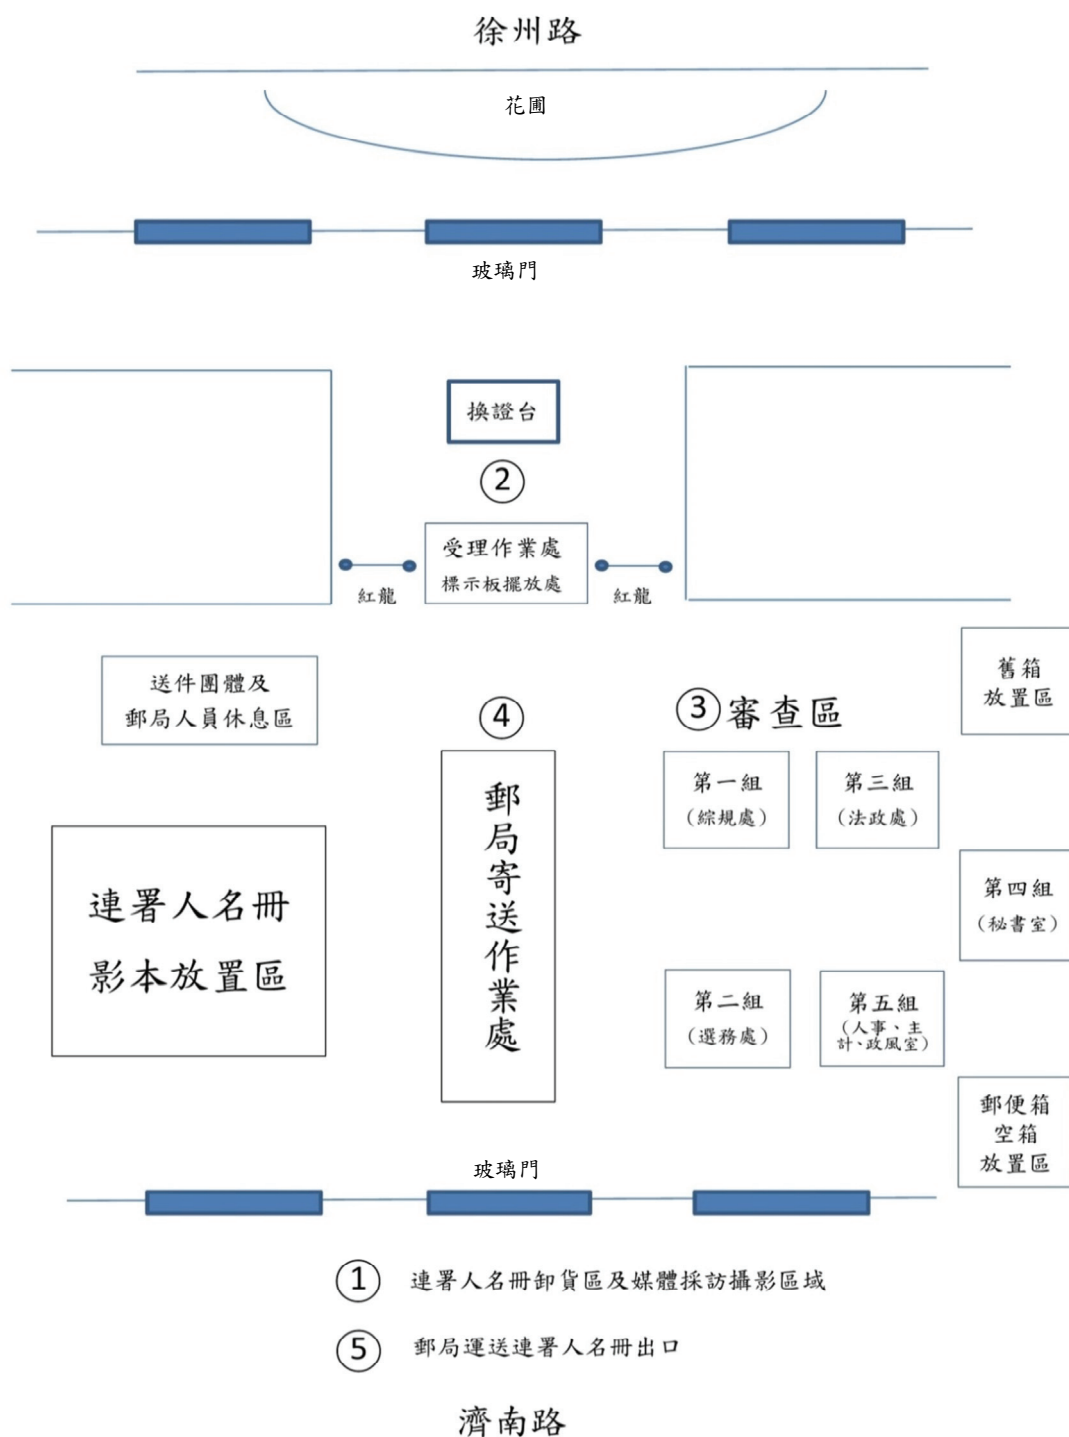 徐州路
花圃
玻璃門
換證台
②
受理作業處
標示板擺放處
紅龍
紅龍
送件團體及
郵局人員休息區
④
③審查區
舊箱
放置區
連署人名冊
影本放置區
郵局寄送作業處
第一組
(綜規處)
第三組
(法政處)
第四組
(秘書室)
第二組
(選務處)
第五組
(人事、主
計、政風室)
郵便箱
空箱
放置區
玻璃門
① 連署人名冊卸貨區及媒體採訪攝影區域
⑤ 郵局運送連署人名冊出口
濟南路